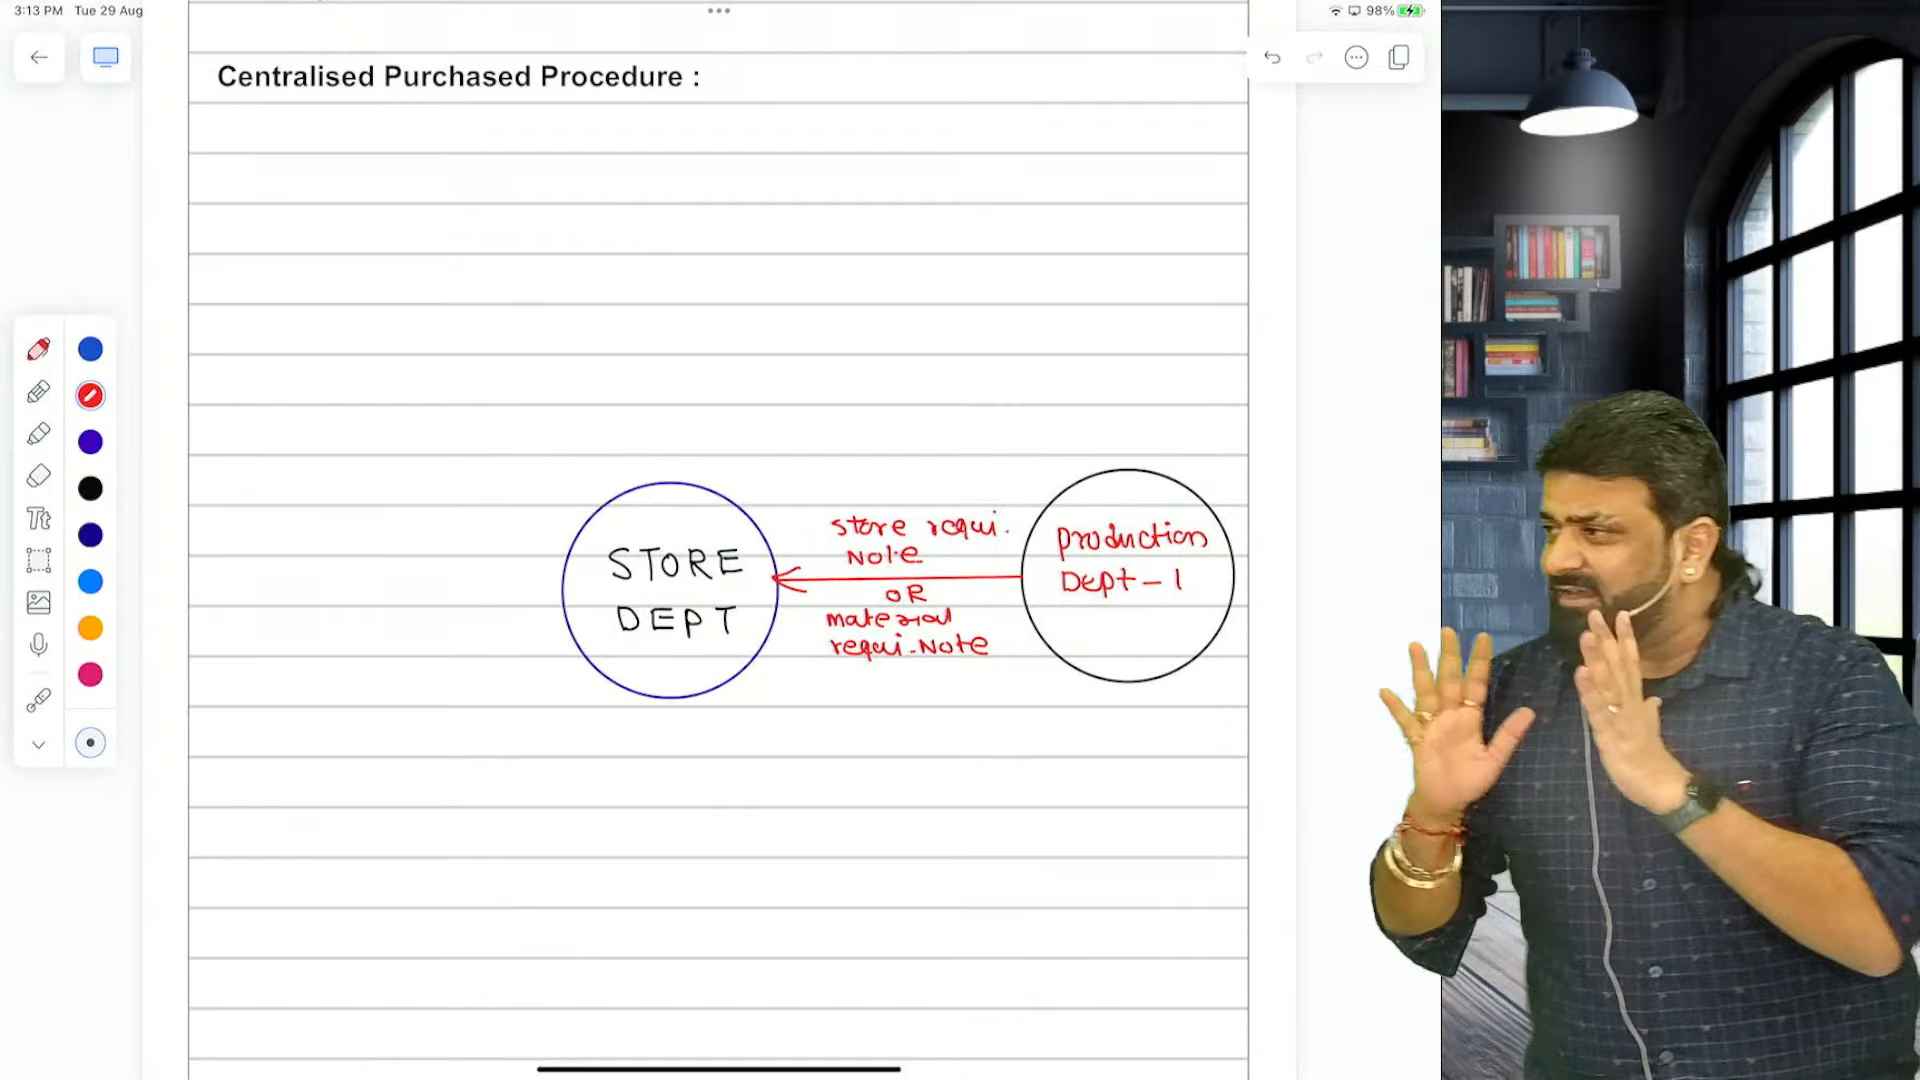 3:13 PM Tue 29 Aug
98%
Centralised Purchased Procedure :
STORE
DEPT
store requi.
Note
OR
material
requi. Note
production
Dept - 1
Tt